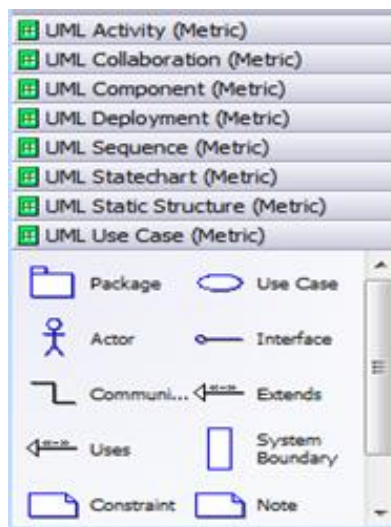 UML Activity (Metric)
UML Collaboration (Metric)
UML Component (Metric)
UML Deployment (Metric)
UML Sequence (Metric)
UML Statechart (Metric)
UML Static Structure (Metric)
UML Use Case (Metric)
Package
Use Case
Actor
Interface
Communi...
Extends
Uses
System
Boundary
Constraint
Note